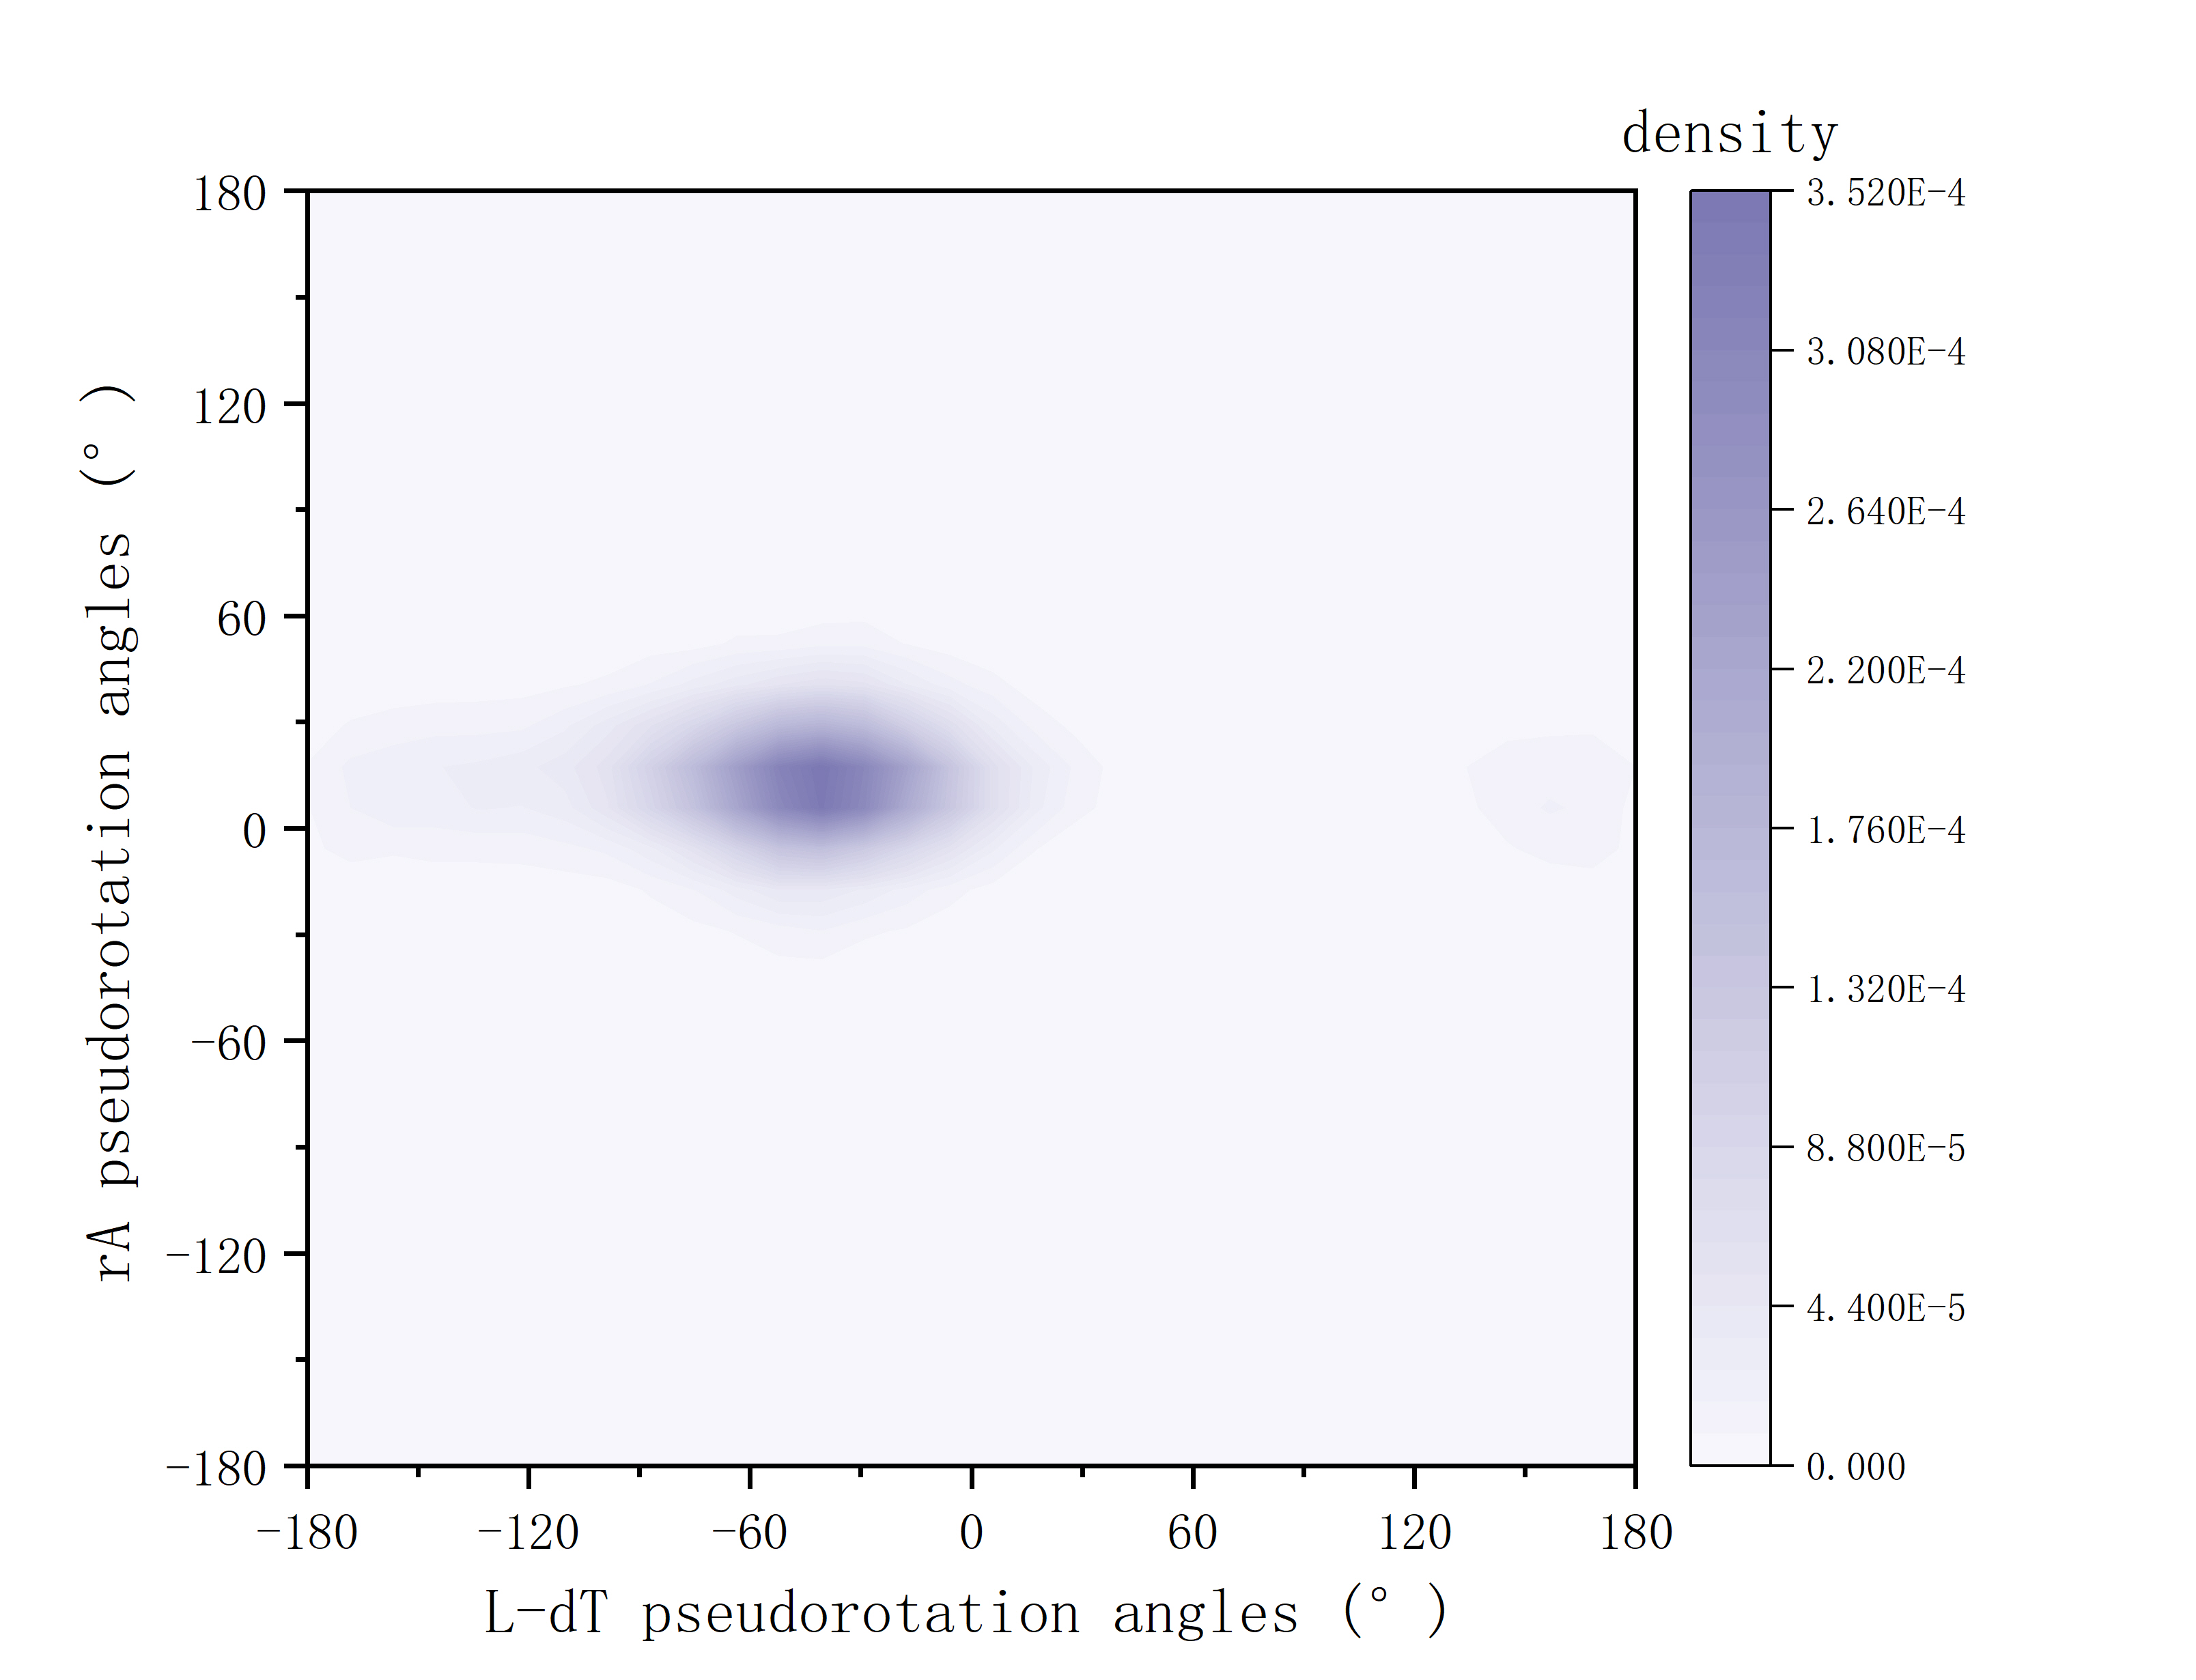 density
180
120
60
0
-60
-120
-180
rA pseudorotation angles (°)
-180
-120
-60
0
60
120
180
L-dT pseudorotation angles (°)
3.520E-4
3.080E-4
2.640E-4
2.200E-4
1.760E-4
1.320E-4
8.800E-5
4.400E-5
0.000